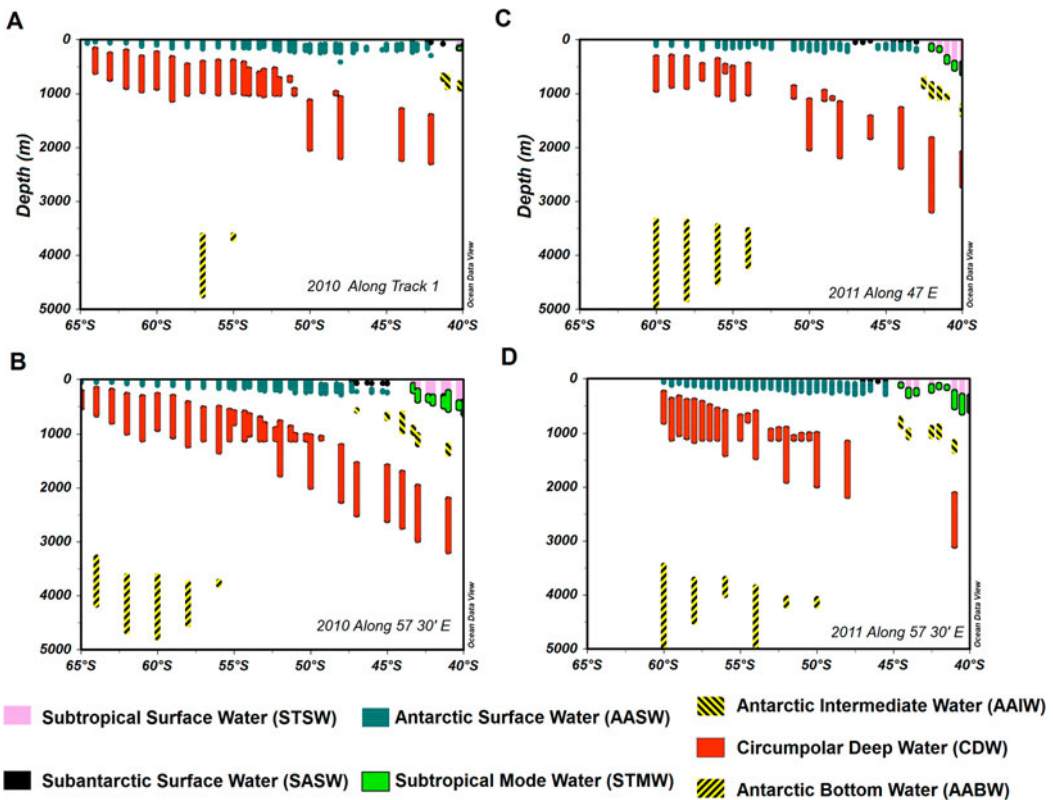 A
0
1000
2000
3000
4000
5000
Depth (m)
2010 Along Track 1
Ocean Data View
65°S 60°S 55°S 50°S 45°S 40°S
C
0
1000
2000
3000
4000
5000
Depth (m)
2011 Along 47 E
Ocean Data View
65°S 60°S 55°S 50°S 45°S 40°S
B
0
1000
2000
3000
4000
5000
Depth (m)
2010 Along 57 30' E
Ocean Data View
65°S 60°S 55°S 50°S 45°S 40°S
D
0
1000
2000
3000
4000
5000
2011 Along 57 30' E
Ocean Data View
65°S 60°S 55°S 50°S 45°S 40°S
Subtropical Surface Water (STSW)
Antarctic Surface Water (AASW)
Antarctic Intermediate Water (AAIW)
Circumpolar Deep Water (CDW)
Subantarctic Surface Water (SASW)
Subtropical Mode Water (STMW)
Antarctic Bottom Water (AABW)